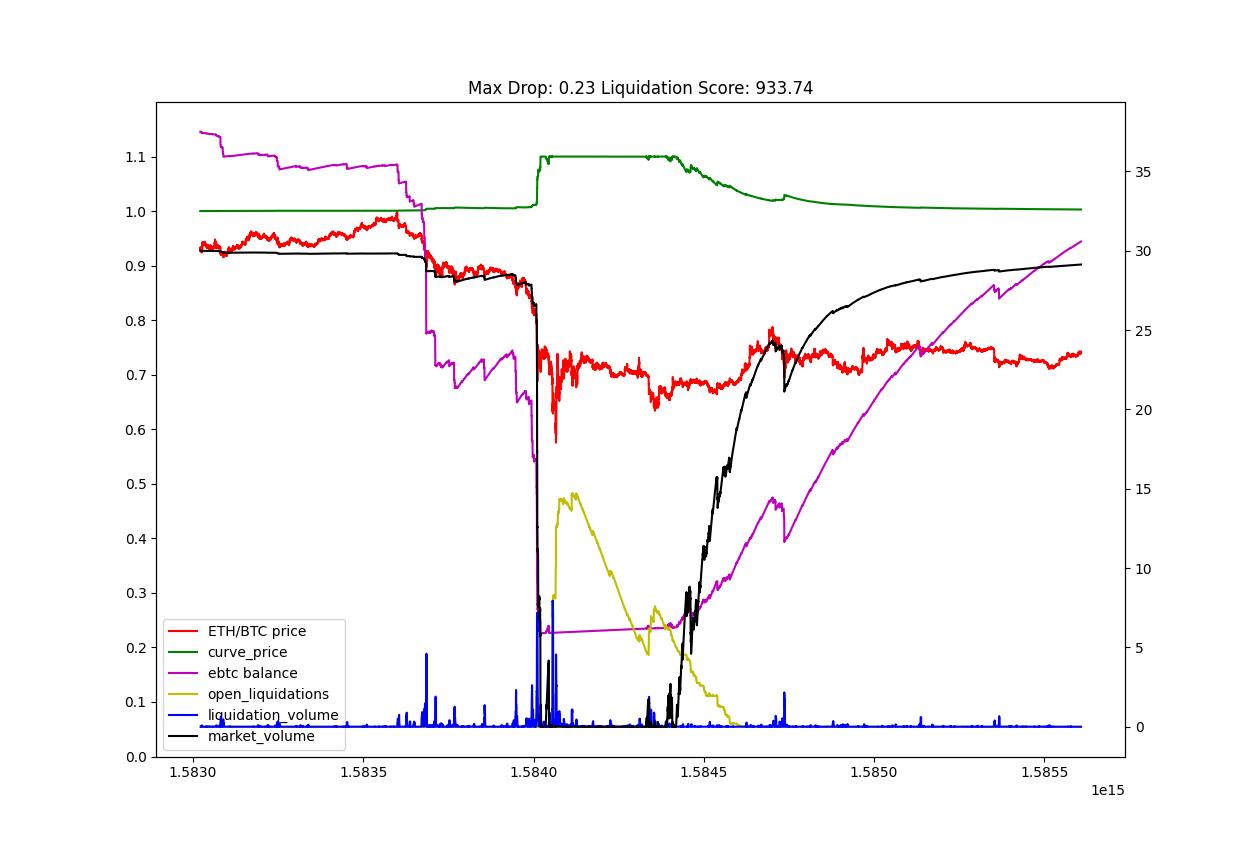 Max Drop: 0.23 Liquidation Score: 933.74
1.1
1.0
0.9
0.8
0.7
0.6
0.5
0.4
0.3
0.2
0.1
0.0
35
30
25
20
15
10
5
0
ETH/BTC price
curve_price
ebtc balance
open_liquidations
liquidation_volume
market_volume
1.5830 1.5835 1.5840 1.5845 1.5850 1.5855
1e15